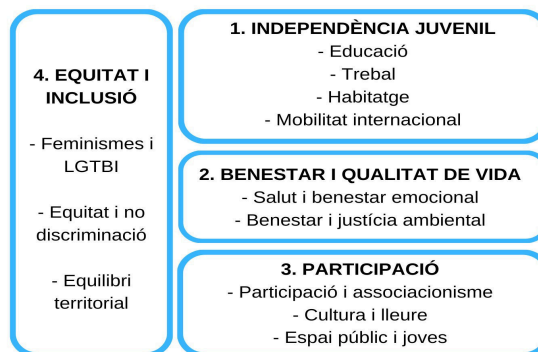 4. EQUITAT I
INCLUSIÓ
- Feminismes i
LGTBI
- Equitat i no
discriminació
- Equilibri
territorial
1. INDEPENDÈNCIA JUVENIL
- Educació
- Trebal
- Habitatge
- Mobilitat internacional
2. BENESTAR I QUALITAT DE VIDA
- Salut i benestar emocional
- Benestar i justícia ambiental
3. PARTICIPACIÓ
- Participació i associacionisme
- Cultura i lleure
- Espai públic i joves